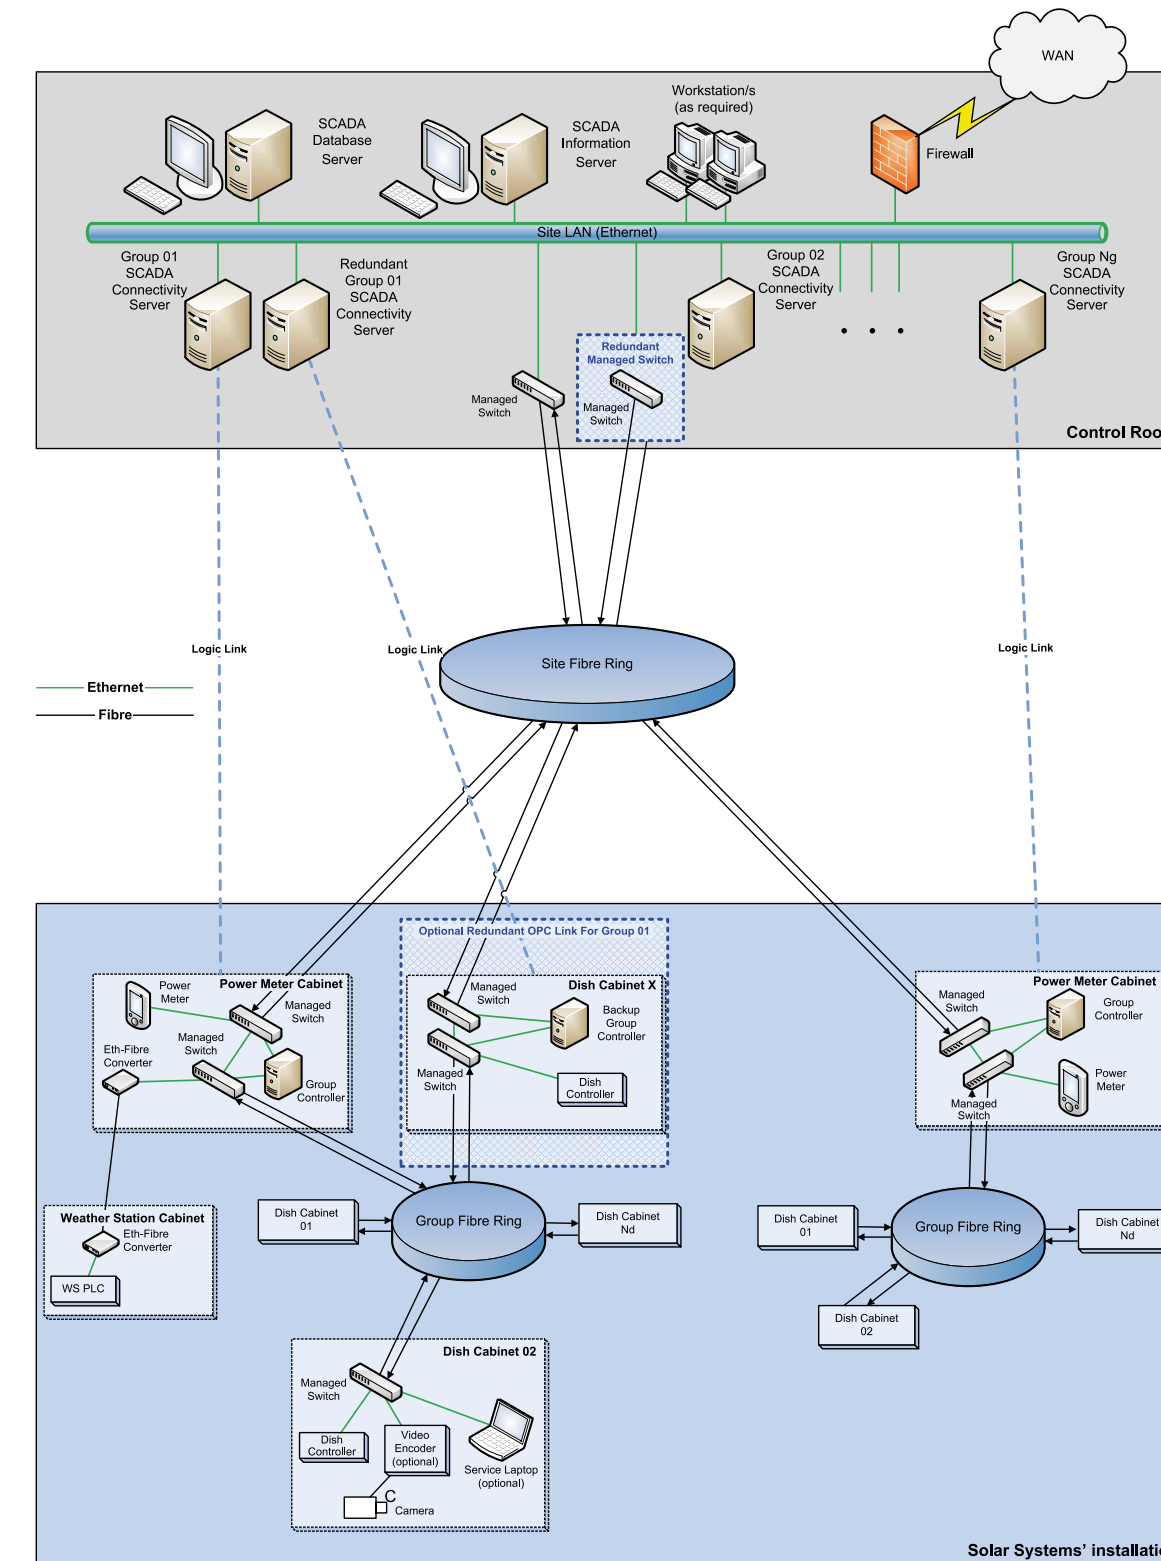 WAN
Workstation/s
(as required)
SCADA
Database
Server
SCADA
Information
Server
Firewall
Site LAN (Ethernet)
Group 01
SCADA
Connectivity
Server
Redundant
Group 01
SCADA
Connectivity
Server
Group 02
SCADA
Connectivity
Server
Group Ng
SCADA
Connectivity
Server
Redundant
Managed Switch
Managed
Switch
Managed
Switch
Control Roo
Logic Link
Logic Link
Logic Link
Site Fibre Ring
Ethernet
Fibre
Optional Redundant OPC Link For Group 01
Power Meter Cabinet
Power
Meter
Managed
Switch
Managed
Switch
Eth-Fibre
Converter
Group
Controller
Dish Cabinet X
Managed
Switch
Backup
Group
Controller
Managed
Switch
Dish
Controller
Power Meter Cabinet
Managed
Switch
Group
Controller
Power
Meter
Managed
Switch
Weather Station Cabinet
Eth-Fibre
Converter
WS PLC
Dish Cabinet
01
Group Fibre Ring
Dish Cabinet
Nd
Dish Cabinet
01
Group Fibre Ring
Dish Cabinet
Nd
Dish Cabinet
02
Dish Cabinet 02
Managed
Switch
Dish
Controller
Video
Encoder
(optional)
Service Laptop
(optional)
C
Camera
Solar Systems' installatio